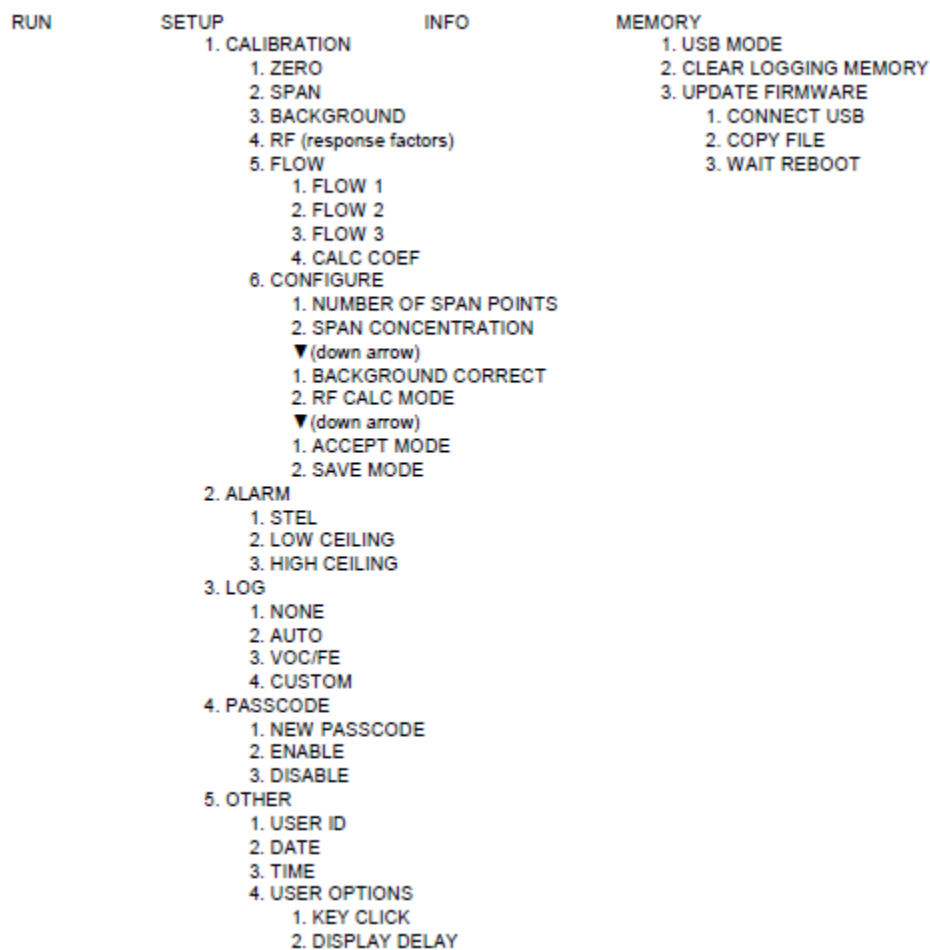 RUN SETUP INFO MEMORY
1. CALIBRATION
1. ZERO
2. SPAN
3. BACKGROUND
4. RF (response factors)
5. FLOW
1. FLOW 1
2. FLOW 2
3. FLOW 3
4. CALC COEF
6. CONFIGURE
1. NUMBER OF SPAN POINTS
2. SPAN CONCENTRATION
▼(down arrow)
1. BACKGROUND CORRECT
2. RF CALC MODE
▼(down arrow)
1. ACCEPT MODE
2. SAVE MODE
2. ALARM
1. STEL
2. LOW CEILING
3. HIGH CEILING
3. LOG
1. NONE
2. AUTO
3. VOC/FE
4. CUSTOM
4. PASSCODE
1. NEW PASSCODE
2. ENABLE
3. DISABLE
5. OTHER
1. USER ID
2. DATE
3. TIME
4. USER OPTIONS
1. KEY CLICK
2. DISPLAY DELAY
1. USB MODE
2. CLEAR LOGGING MEMORY
3. UPDATE FIRMWARE
1. CONNECT USB
2. COPY FILE
3. WAIT REBOOT